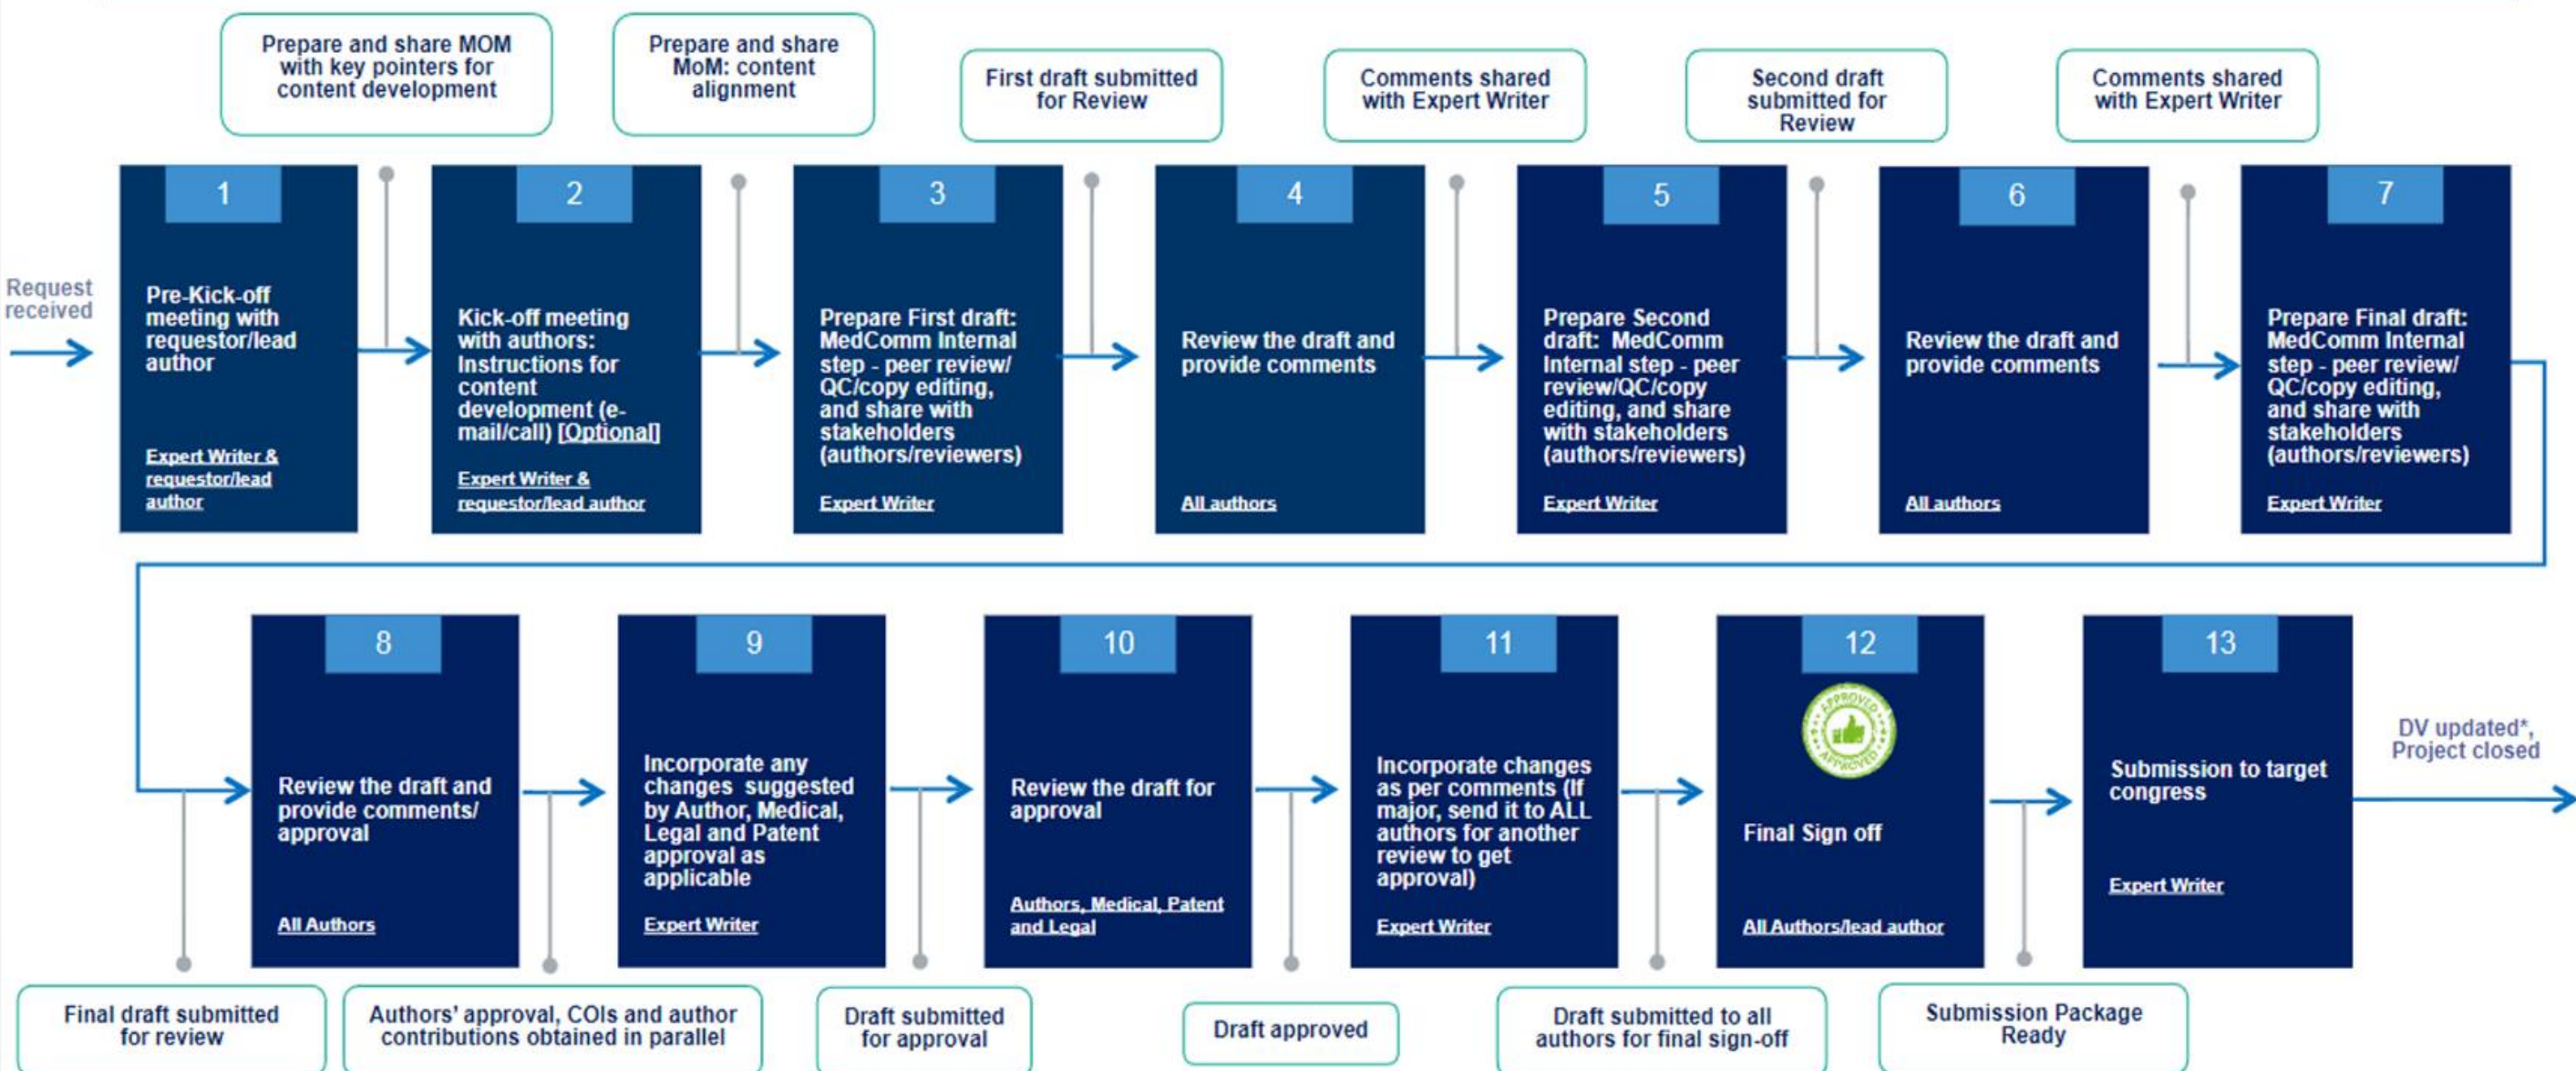 Prepare and share MOM
with key pointers for
content development
Prepare and share
MoM: content
alignment
First draft submitted
for Review
Comments shared
with Expert Writer
Second draft
submitted for
Review
Comments shared
with Expert Writer
Request
received
1
Pre-Kick-off
meeting with
requestor/lead
author
Expert Writer &
requestor/lead
author
2
Kick-off meeting
with authors:
Instructions for
content
development (e-
mail/call) [Optional]
Expert Writer &
requestor/lead author
3
Prepare First draft:
MedComm Internal
step - peer review/
QC/copy editing,
and share with
stakeholders
(authors/reviewers)
Expert Writer
4
Review the draft and
provide comments
All authors
5
Prepare Second
draft: MedComm
Internal step - peer
review/QC/copy
editing, and share
with stakeholders
(authors/reviewers)
Expert Writer
6
Review the draft and
provide comments
All authors
7
Prepare Final draft:
MedComm Internal
step - peer review/
QC/copy editing,
and share with
stakeholders
(authors/reviewers)
Expert Writer
8
Review the draft and
provide comments/
approval
All Authors
9
Incorporate any
changes suggested
by Author, Medical,
Legal and Patent
approval as
applicable
Expert Writer
10
Review the draft for
approval
Authors, Medical, Patent
and Legal
11
Incorporate changes
as per comments (If
major, send it to ALL
authors for another
review to get
approval)
Expert Writer
12
APPROVED
APPROVED
Final Sign off
All Authors/lead author
13
Submission to target
congress
Expert Writer
DV updated*,
Project closed
Final draft submitted
for review
Authors' approval, COIs and author
contributions obtained in parallel
Draft submitted
for approval
Draft approved
Draft submitted to all
authors for final sign-off
Submission Package
Ready